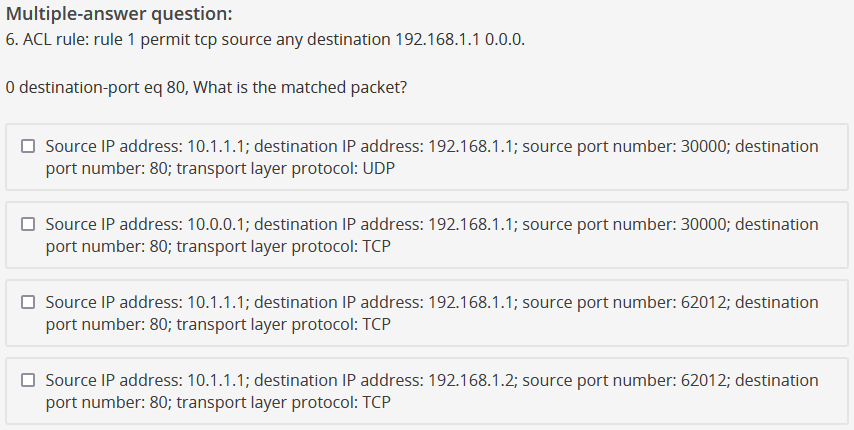 Multiple-answer question:
6. ACL rule: rule 1 permit tcp source any destination 192.168.1.1 0.0.0.
0 destination-port eq 80, What is the matched packet?
Source IP address: 10.1.1.1; destination IP address: 192.168.1.1; source port number: 30000; destination
port number: 80; transport layer protocol: UDP
Source IP address: 10.0.0.1; destination IP address: 192.168.1.1; source port number: 30000; destination
port number: 80; transport layer protocol: TCP
Source IP address: 10.1.1.1; destination IP address: 192.168.1.1; source port number: 62012; destination
port number: 80; transport layer protocol: TCP
Source IP address: 10.1.1.1; destination IP address: 192.168.1.2; source port number: 62012; destination
port number: 80; transport layer protocol: TCP